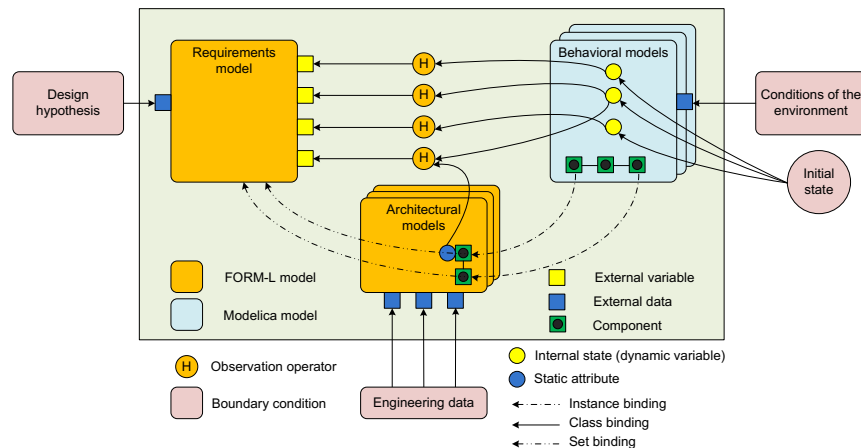 Requirements
model
Behavioral models
Design
hypothesis
Conditions of the
environment
H
H
H
H
Initial
state
Architectural
models
FORM-L model
Modelica model
External variable
External data
Component
H
Observation operator
Boundary condition
Engineering data
Internal state (dynamic variable)
Static attribute
Instance binding
Class binding
Set binding